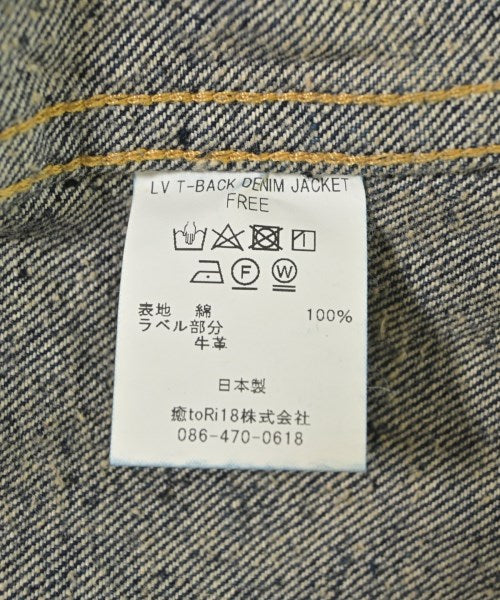 LV T-BACK DENIM JACKET
FREE
F W
表地 綿 100%
ラベル部分
牛革
日本製
癒toRi18株式会社
086-470-0618